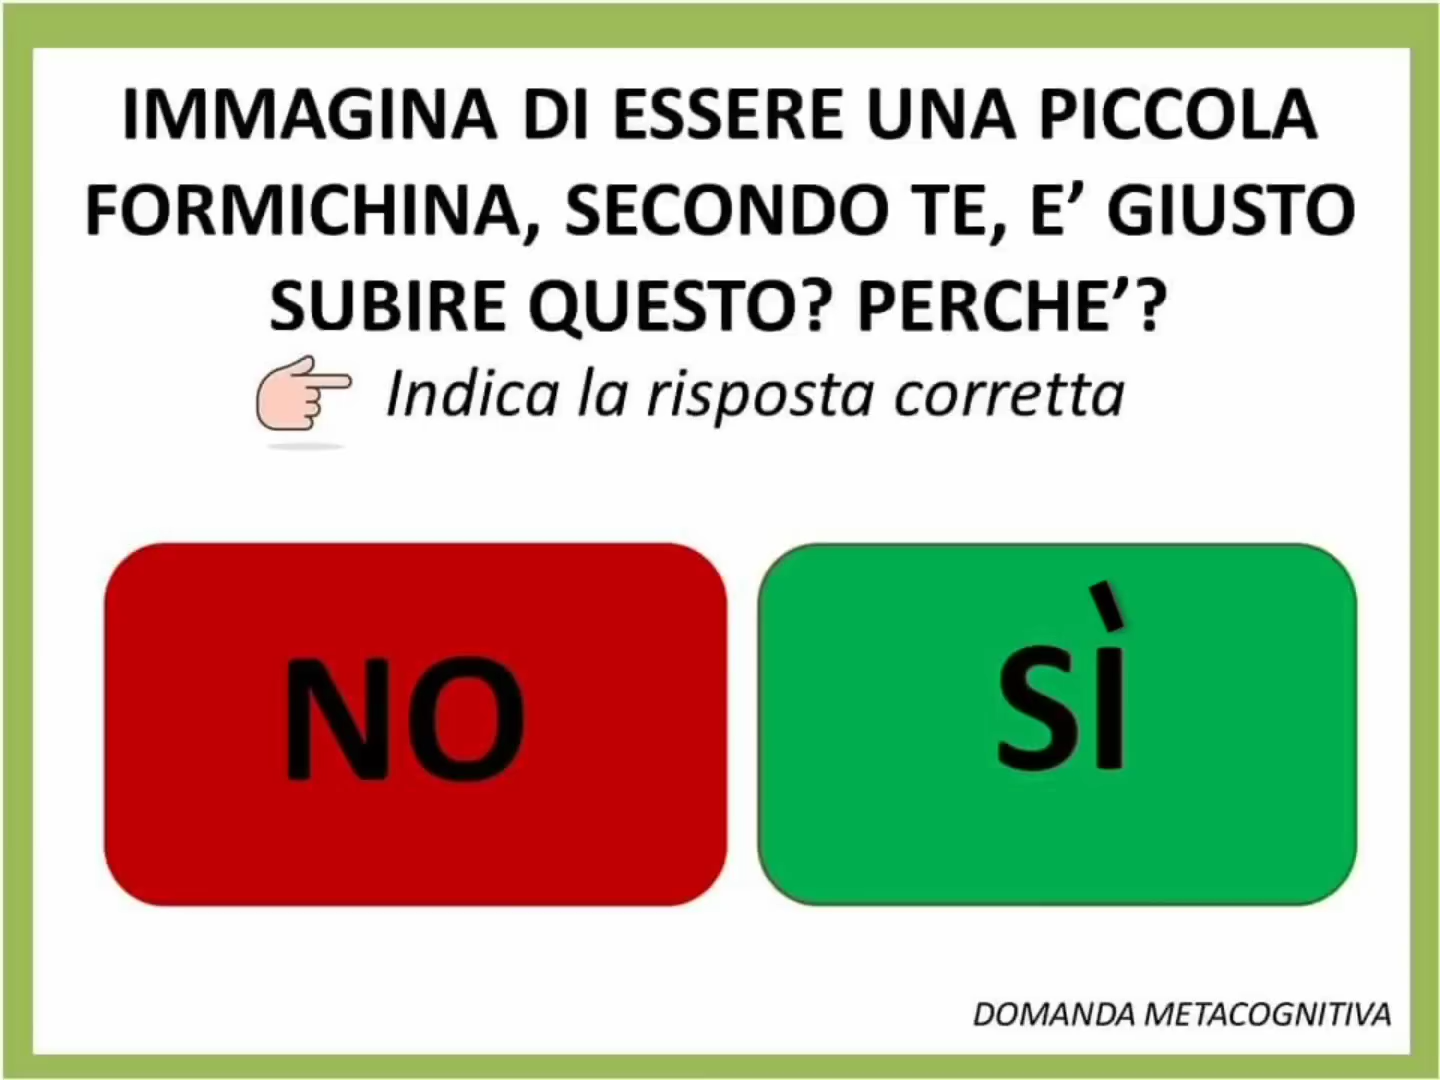 IMMAGINA DI ESSERE UNA PICCOLA
FORMICHINA, SECONDO TE, E’ GIUSTO
SUBIRE QUESTO? PERCHE’?
Indica la risposta corretta
NO
SÌ
DOMANDA METACOGNITIVA